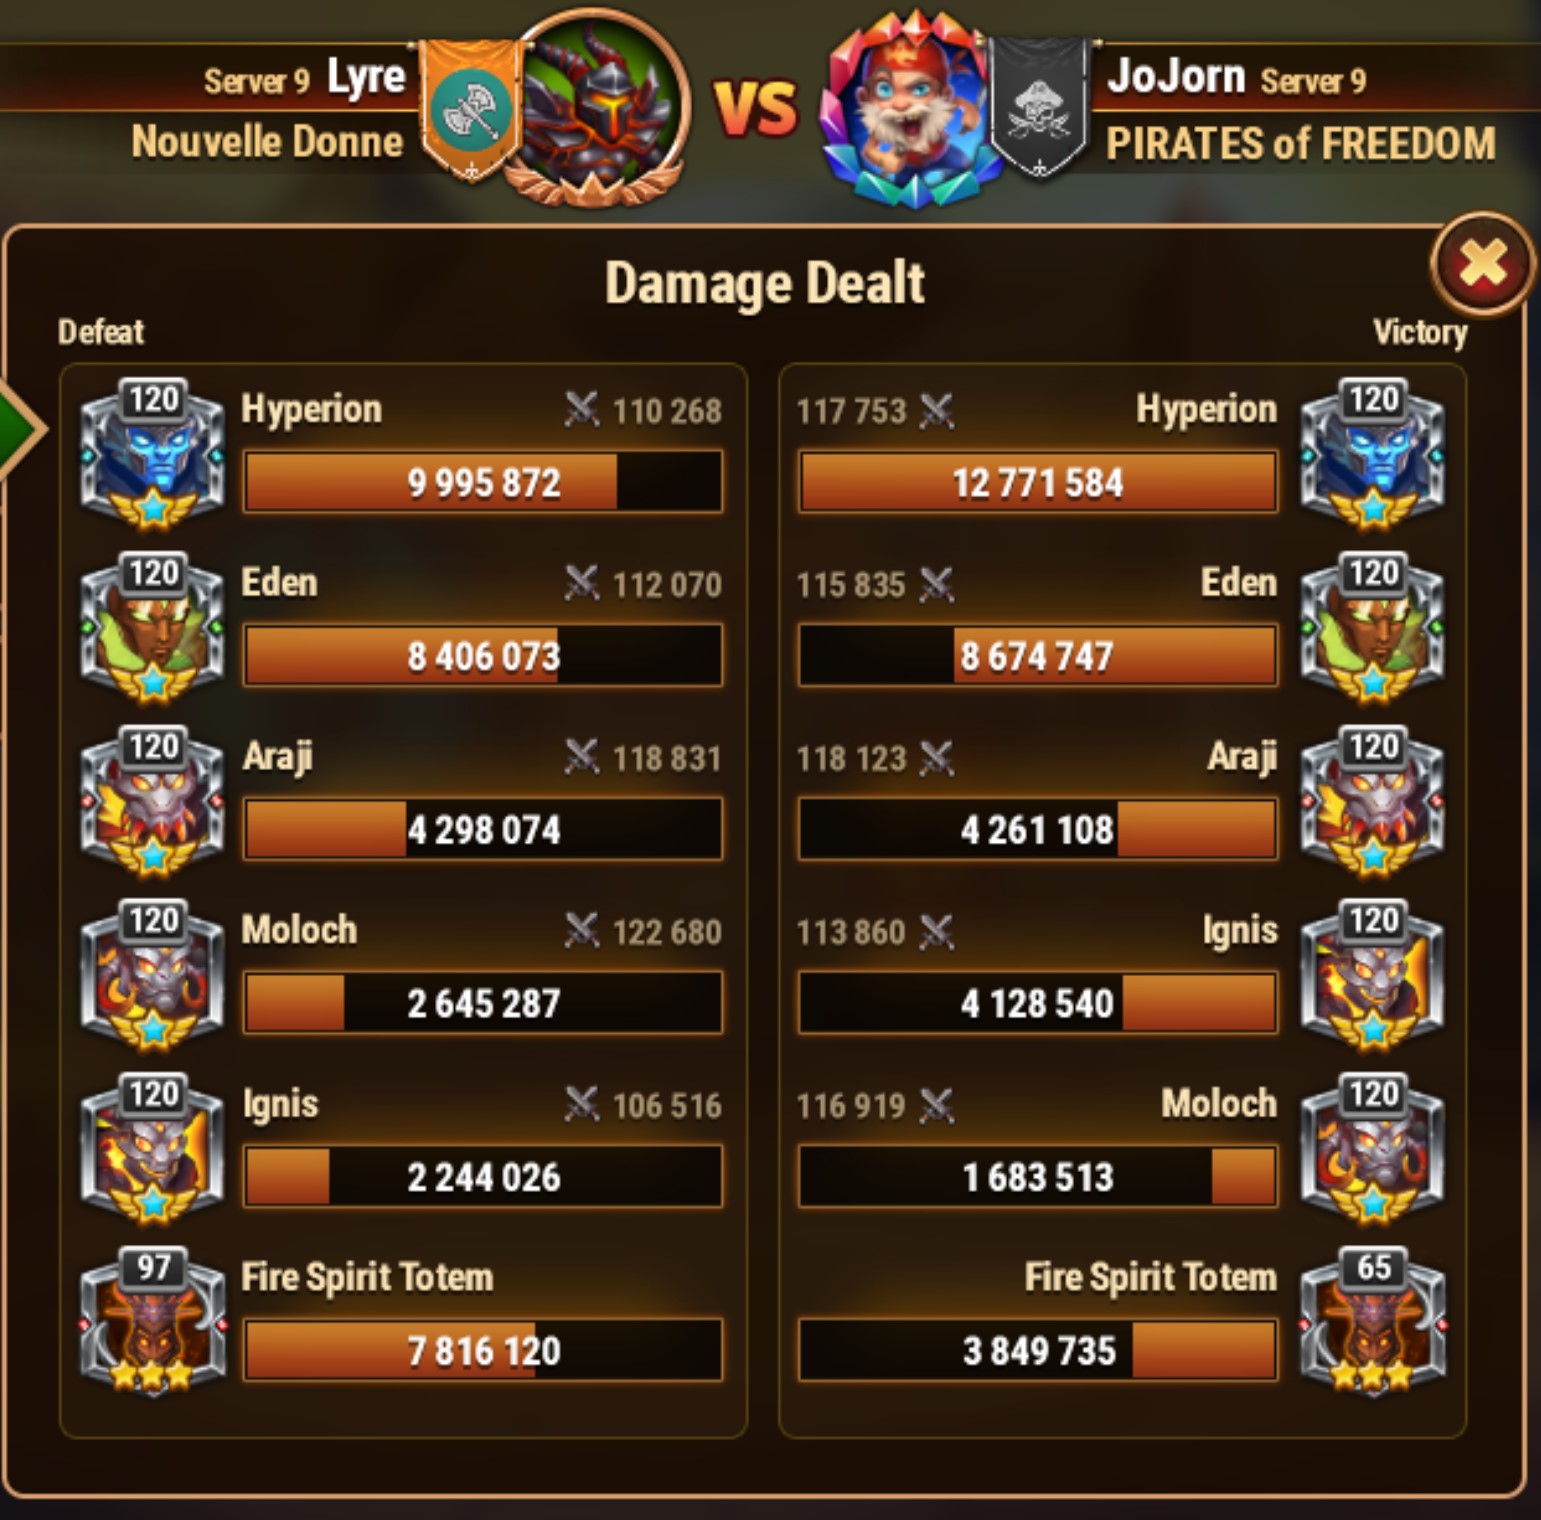 Server 9 Lyre
Nouvelle Donne
VS
JoJorn Server 9
PIRATES of FREEDOM
Damage Dealt
Defeat
Victory
120 Hyperion 110 268
9 995 872
117 753 Hyperion 120
12 771 584
120 Eden 112 070
8 406 073
115 835 Eden 120
8 674 747
120 Araji 118 831
4 298 074
118 123 Araji 120
4 261 108
120 Moloch 122 680
2 645 287
113 860 Ignis 120
4 128 540
120 Ignis 106 516
2 244 026
116 919 Moloch 120
1 683 513
97 Fire Spirit Totem
7 816 120
Fire Spirit Totem 65
3 849 735